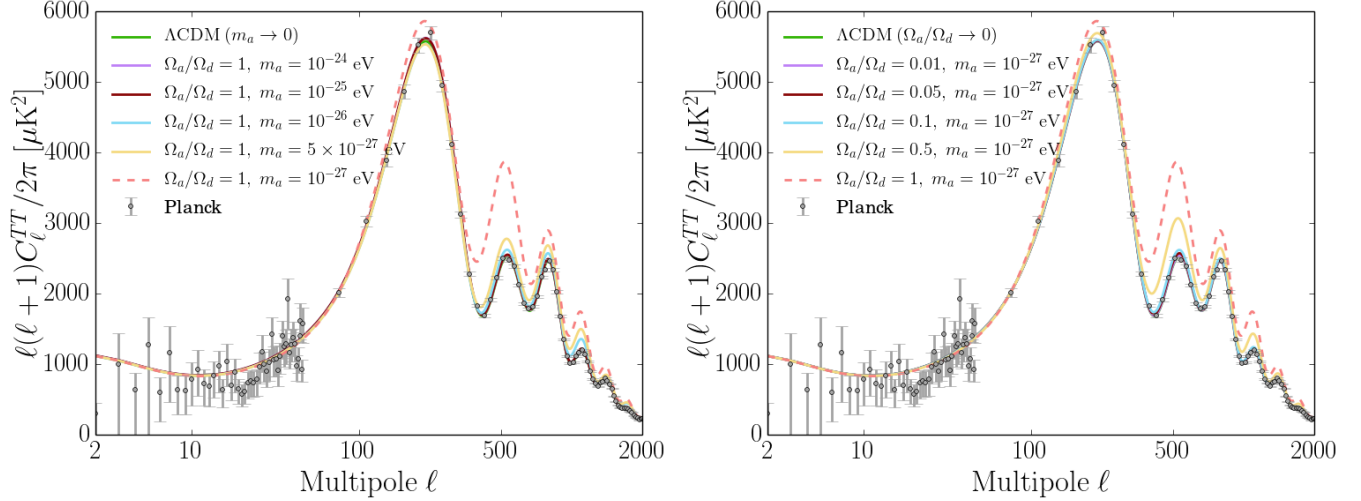 ΛCDM (m_a → 0)
Ω_a/Ω_d = 1, m_a = 10^{-24} eV
Ω_a/Ω_d = 1, m_a = 10^{-25} eV
Ω_a/Ω_d = 1, m_a = 10^{-26} eV
Ω_a/Ω_d = 1, m_a = 5 × 10^{-27} eV
Ω_a/Ω_d = 1, m_a = 10^{-27} eV
Planck
ℓ(ℓ + 1)C_ℓ^{TT}/2π [μK^2]
6000
5000
4000
3000
2000
1000
0
2 10 100 500 2000
Multipole ℓ
ΛCDM (Ω_a/Ω_d → 0)
Ω_a/Ω_d = 0.01, m_a = 10^{-27} eV
Ω_a/Ω_d = 0.05, m_a = 10^{-27} eV
Ω_a/Ω_d = 0.1, m_a = 10^{-27} eV
Ω_a/Ω_d = 0.5, m_a = 10^{-27} eV
Ω_a/Ω_d = 1, m_a = 10^{-27} eV
Planck
ℓ(ℓ + 1)C_ℓ^{TT}/2π [μK^2]
6000
5000
4000
3000
2000
1000
0
2 10 100 500 2000
Multipole ℓ